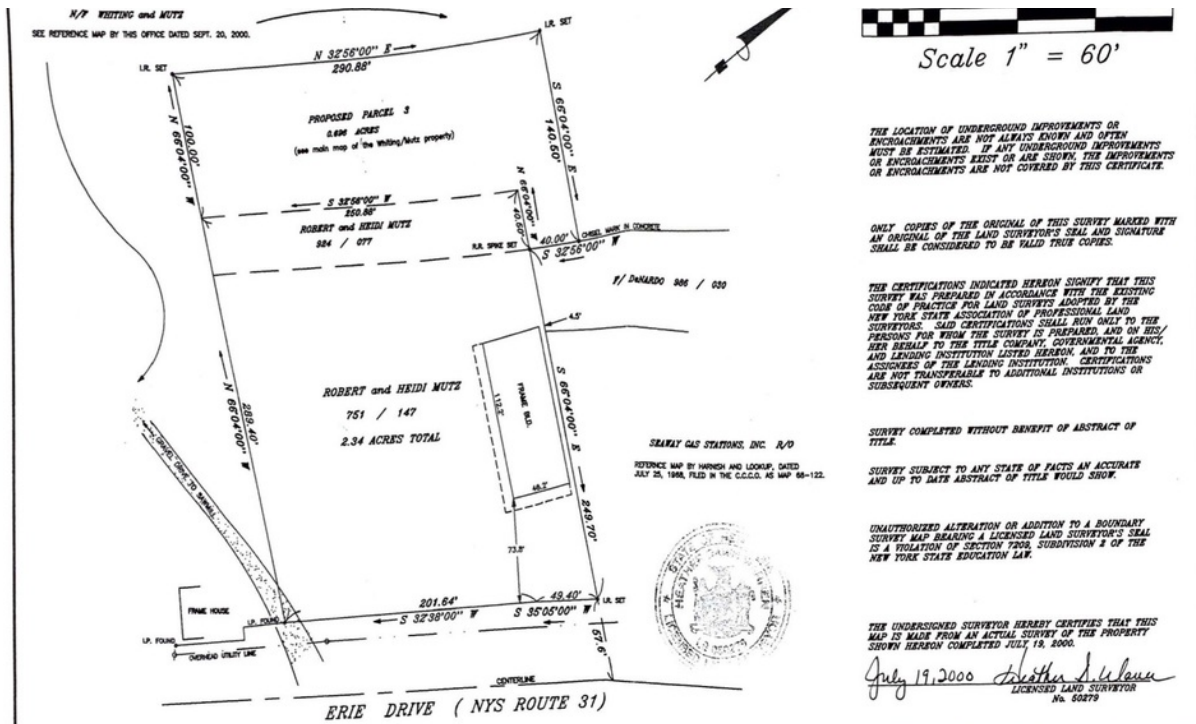 N/F WHITING and MUTZ
SEE REFERENCE MAP BY THIS OFFICE DATED SEPT. 20, 2000.
I.R. SET
N 32°56'00" E
290.88'
I.R. SET
PROPOSED PARCEL 3
0.696 ACRES
(see main map of the Whiting/Mutz property)
100.00'
N 66°04'00" W
S 66°04'00" E
140.60'
S 32°56'00" W
250.88'
ROBERT and HEIDI MUTZ
924 / 077
N 66°04'00" W
40.60'
R.R. SPIKE SET
40.00'
CHISEL MARK IN CONCRETE
S 32°56'00" W
F/ DeNARDO 986 / 030
4.5'
FRAME BLD.
112.2'
48.2'
73.8'
S 66°04'00" E
249.70'
ROBERT and HEIDI MUTZ
751 / 147
2.34 ACRES TOTAL
289.40'
N 66°04'00" W
GRAVEL DRIVE TO SAWMILL
SEAWAY GAS STATIONS, INC. R/O
REFERNCE MAP BY HARNISH AND LOOKUP, DATED
JULY 25, 1988, FILED IN THE C.C.C.O. AS MAP 88-122.
FRAME HOUSE
I.P. FOUND
I.P. FOUND
OVERHEAD UTILITY LINE
201.64'
S 32°38'00" W
49.40'
S 35°05'00" W
I.R. SET
57.6'
CENTERLINE
ERIE DRIVE ( NYS ROUTE 31)
Scale 1" = 60'
THE LOCATION OF UNDERGROUND IMPROVEMENTS OR
ENCROACHMENTS ARE NOT ALWAYS KNOWN AND OFTEN
MUST BE ESTIMATED. IF ANY UNDERGROUND IMPROVEMENTS
OR ENCROACHMENTS EXIST OR ARE SHOWN, THE IMPROVEMENTS
OR ENCROACHMENTS ARE NOT COVERED BY THIS CERTIFICATE.
ONLY COPIES OF THE ORIGINAL OF THIS SURVEY MARKED WITH
AN ORIGINAL OF THE LAND SURVEYOR'S SEAL AND SIGNATURE
SHALL BE CONSIDERED TO BE VALID TRUE COPIES.
THE CERTIFICATIONS INDICATED HEREON SIGNIFY THAT THIS
SURVEY WAS PREPARED IN ACCORDANCE WITH THE EXISTING
CODE OF PRACTICE FOR LAND SURVEYS ADOPTED BY THE
NEW YORK STATE ASSOCIATION OF PROFESSIONAL LAND
SURVEYORS. SAID CERTIFICATIONS SHALL RUN ONLY TO THE
PERSONS FOR WHOM THE SURVEY IS PREPARED, AND ON HIS/
HER BEHALF TO THE TITLE COMPANY, GOVERNMENTAL AGENCY,
AND LENDING INSTITUTION LISTED HEREON, AND TO THE
ASSIGNEES OF THE LENDING INSTITUTION. CERTIFICATIONS
ARE NOT TRANSFERABLE TO ADDITIONAL INSTITUTIONS OR
SUBSEQUENT OWNERS.
SURVEY COMPLETED WITHOUT BENEFIT OF ABSTRACT OF
TITLE.
SURVEY SUBJECT TO ANY STATE OF FACTS AN ACCURATE
AND UP TO DATE ABSTRACT OF TITLE WOULD SHOW.
UNAUTHORIZED ALTERATION OR ADDITION TO A BOUNDARY
SURVEY MAP BEARING A LICENSED LAND SURVEYOR'S SEAL
IS A VIOLATION OF SECTION 7209, SUBDIVISION 2 OF THE
NEW YORK STATE EDUCATION LAW.
THE UNDERSIGNED SURVEYOR HEREBY CERTIFIES THAT THIS
MAP IS MADE FROM AN ACTUAL SURVEY OF THE PROPERTY
SHOWN HEREON COMPLETED JULY 19, 2000.
July 19, 2000
LICENSED LAND SURVEYOR
No. 50279